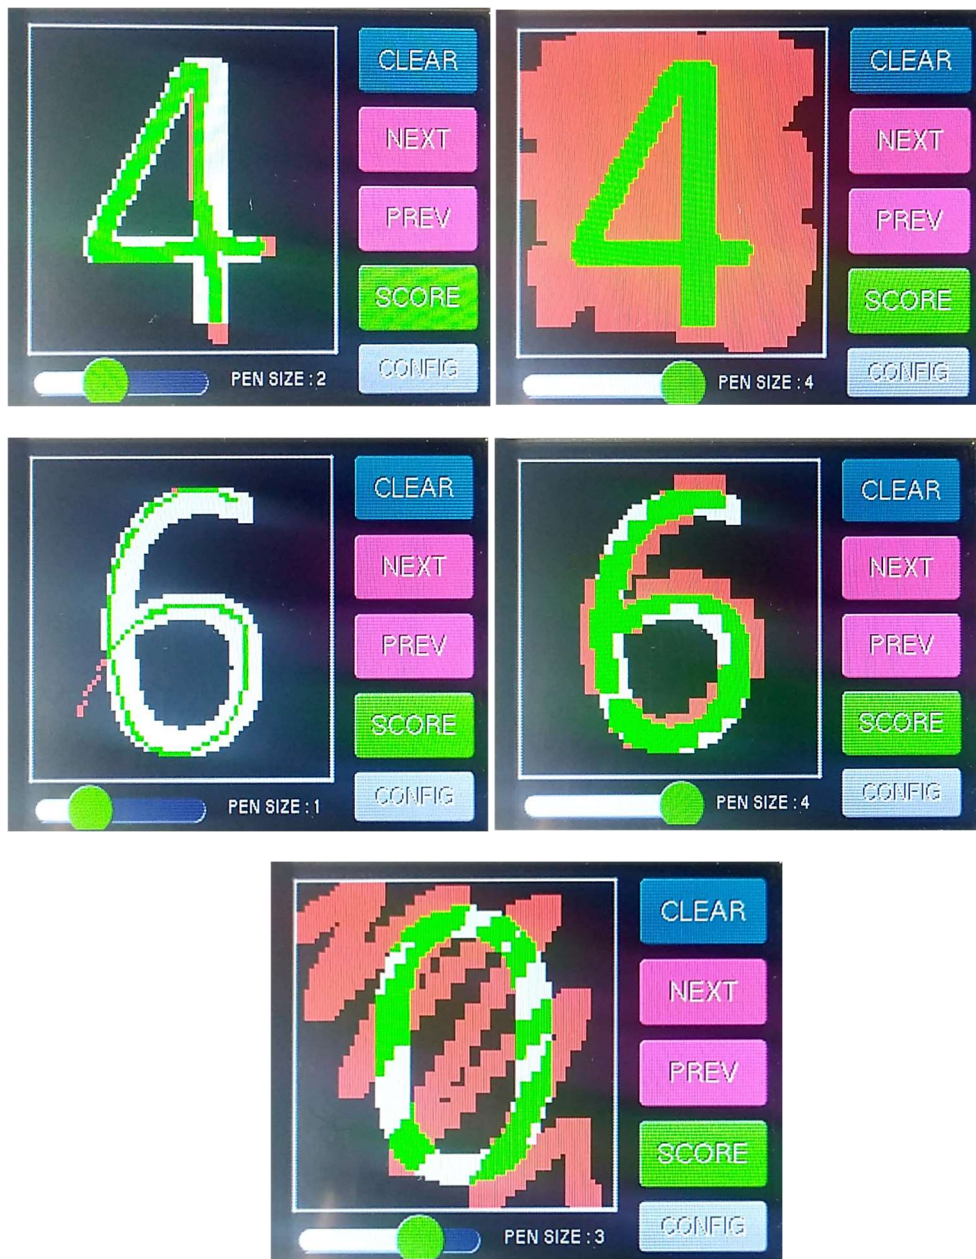 4
CLEAR
NEXT
PREV
SCORE
CONFIG
PEN SIZE : 2
4
CLEAR
NEXT
PREV
SCORE
CONFIG
PEN SIZE : 4
6
CLEAR
NEXT
PREV
SCORE
CONFIG
PEN SIZE : 1
6
CLEAR
NEXT
PREV
SCORE
CONFIG
PEN SIZE : 4
0
CLEAR
NEXT
PREV
SCORE
CONFIG
PEN SIZE : 3